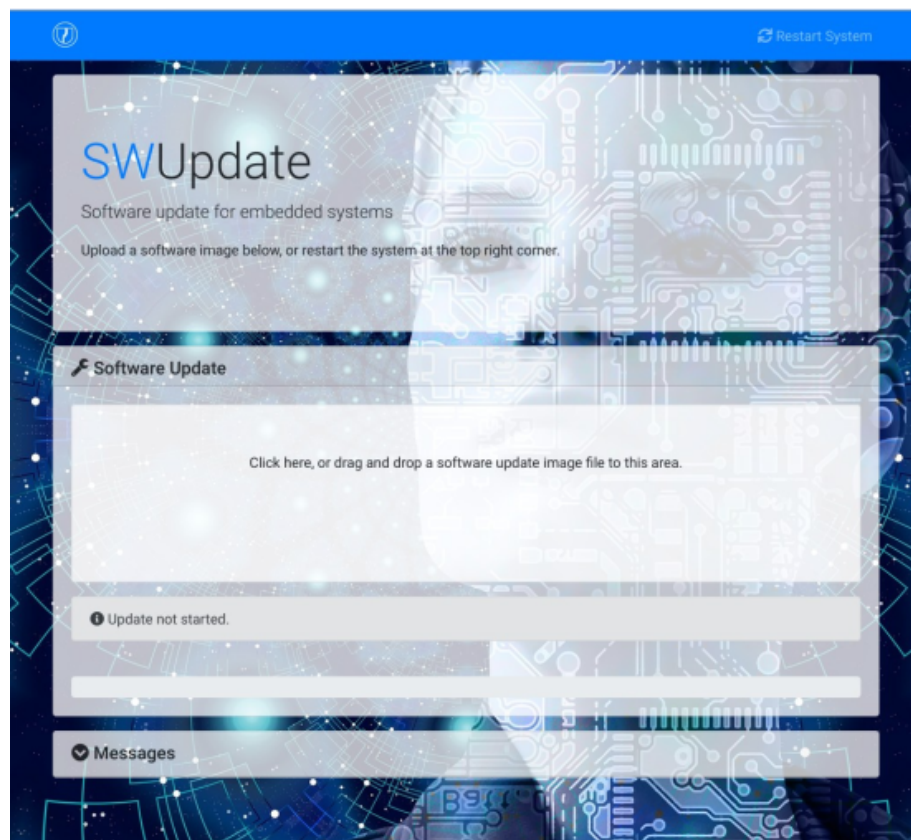 Restart System
SWUpdate
Software update for embedded systems
Upload a software image below, or restart the system at the top right corner.
Software Update
Click here, or drag and drop a software update image file to this area.
Update not started.
Messages